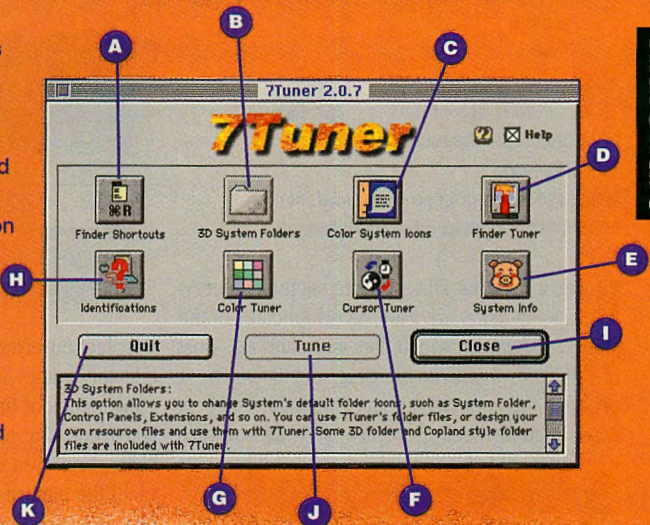 A
B
C
7Tuner 2.0.7
7Tuner
? Help
D
⌘R
Finder Shortcuts 3D System Folders Color System Icons Finder Tuner
H
E
Identifications Color Tuner Cursor Tuner System Info
Quit Tune Close
I
3D System Folders:
This option allows you to change System's default folder icons, such as System Folder,
Control Panels, Extensions, and so on. You can use 7Tuner's folder files, or design your
own resource files and use them with 7Tuner. Some 3D folder and Copland style folder
files are included with 7Tuner.
K
G
J
F